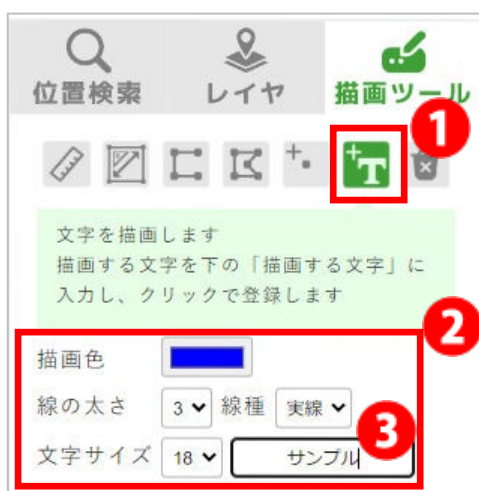 位置検索 レイヤ 描画ツール
1
+T
文字を描画します
描画する文字を下の「描画する文字」に
入力し、クリックで登録します
2
描画色
線の太さ 3 線種 実線
3
文字サイズ 18 サンプル